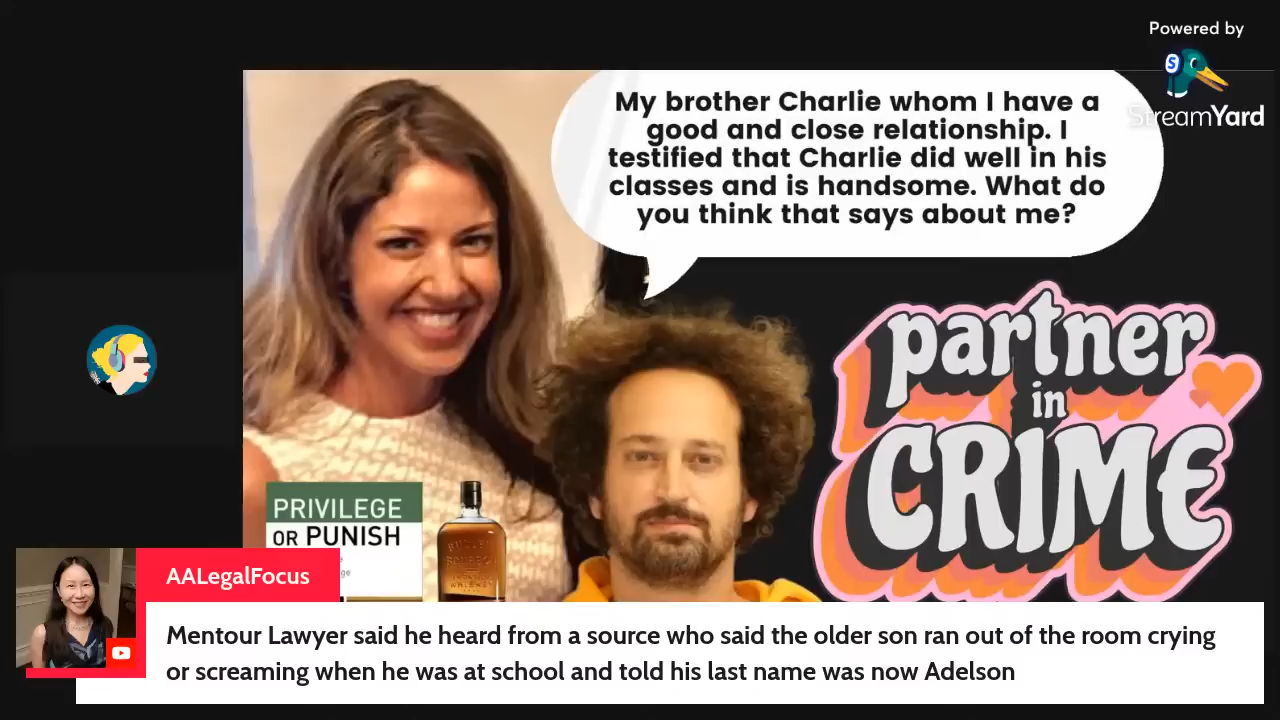 Powered by
StreamYard
My brother Charlie whom I have a
good and close relationship. I
testified that Charlie did well in his
classes and is handsome. What do
you think that says about me?
partner
in
CRIME
PRIVILEGE
OR PUNISH
BULLEIT
BOURBON
WHISKEY
AALegalFocus
Mentour Lawyer said he heard from a source who said the older son ran out of the room crying
or screaming when he was at school and told his last name was now Adelson